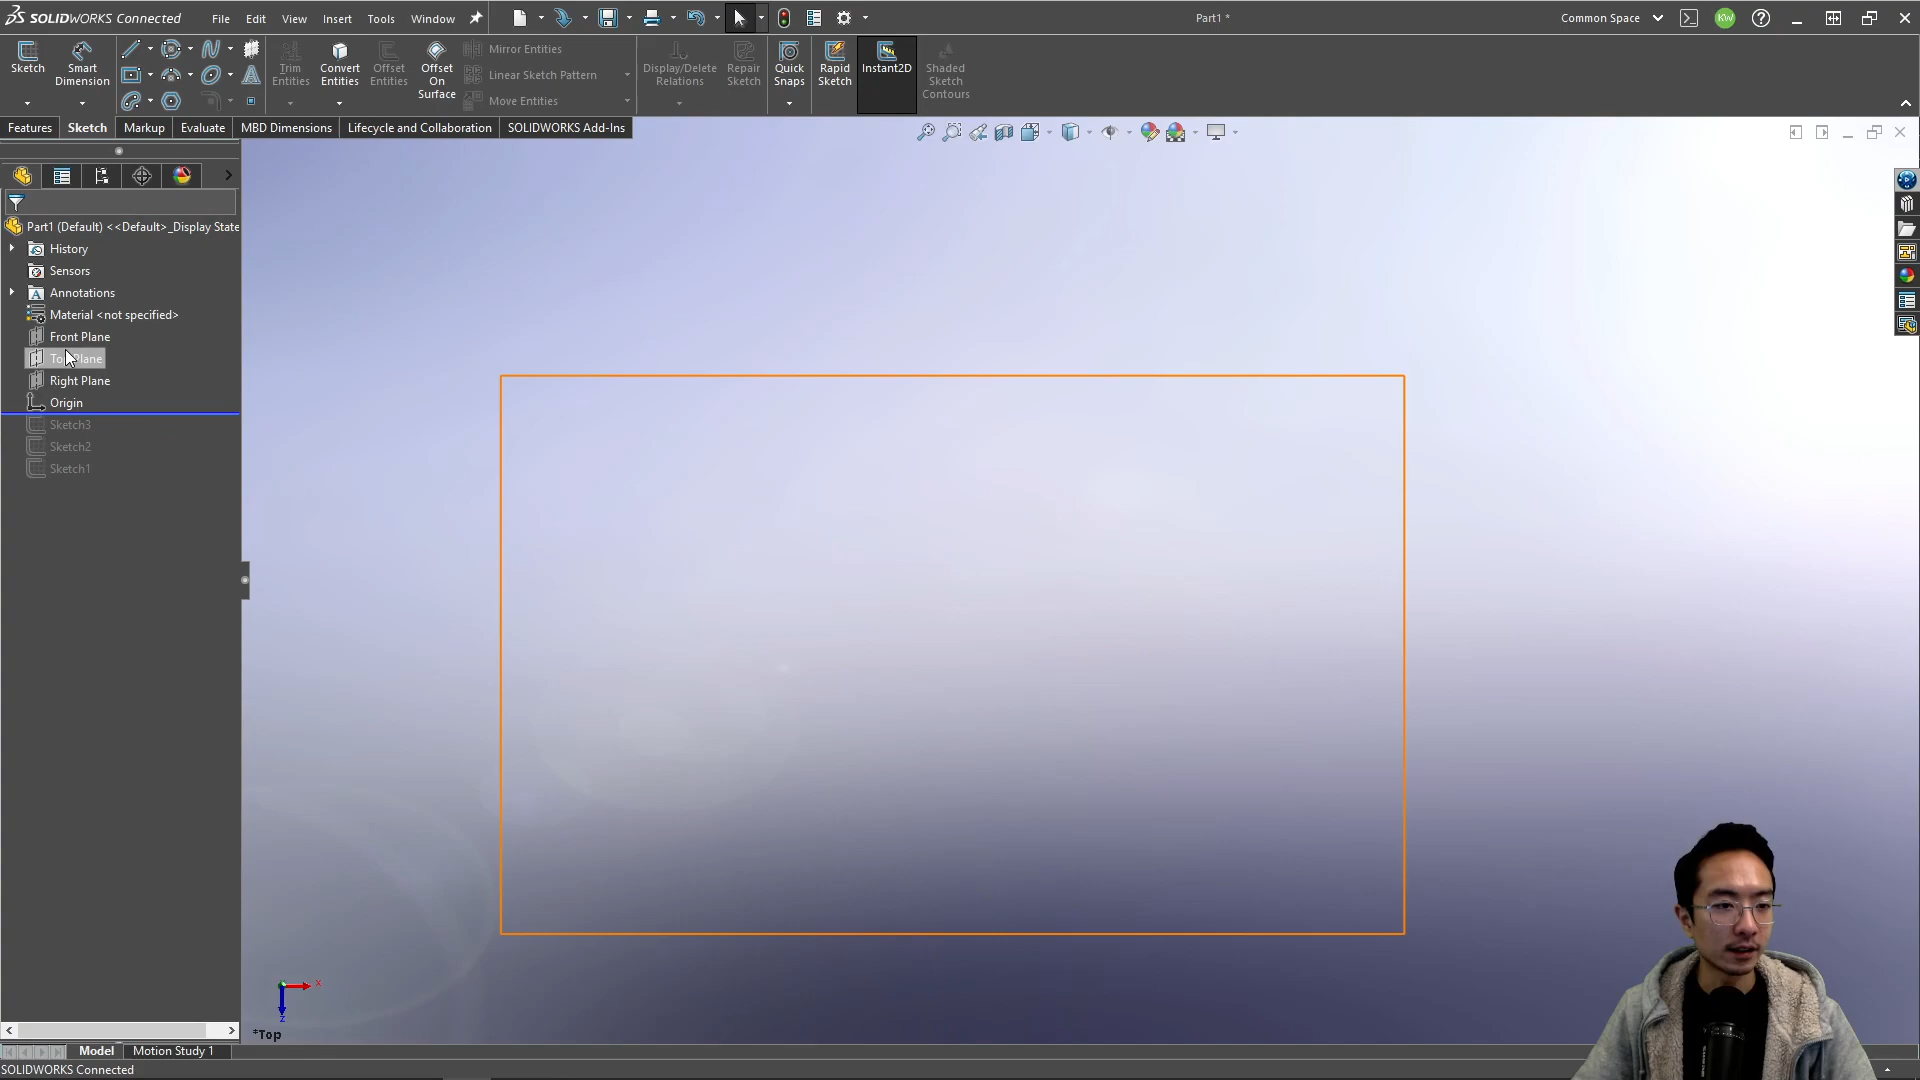 SOLIDWORKS Connected
File Edit View Insert Tools Window
Part1 *
Common Space
KW
Sketch
Smart Dimension
Trim Entities
Convert Entities
Offset Entities
Offset On Surface
Mirror Entities
Linear Sketch Pattern
Move Entities
Display/Delete Relations
Repair Sketch
Quick Snaps
Rapid Sketch
Instant2D
Shaded Sketch Contours
Features Sketch Markup Evaluate MBD Dimensions Lifecycle and Collaboration SOLIDWORKS Add-Ins
Part1 (Default) <<Default>_Display State
History
Sensors
Annotations
Material <not specified>
Front Plane
Top Plane
Right Plane
Origin
Sketch3
Sketch2
Sketch1
x
z
*Top
Model Motion Study 1
SOLIDWORKS Connected